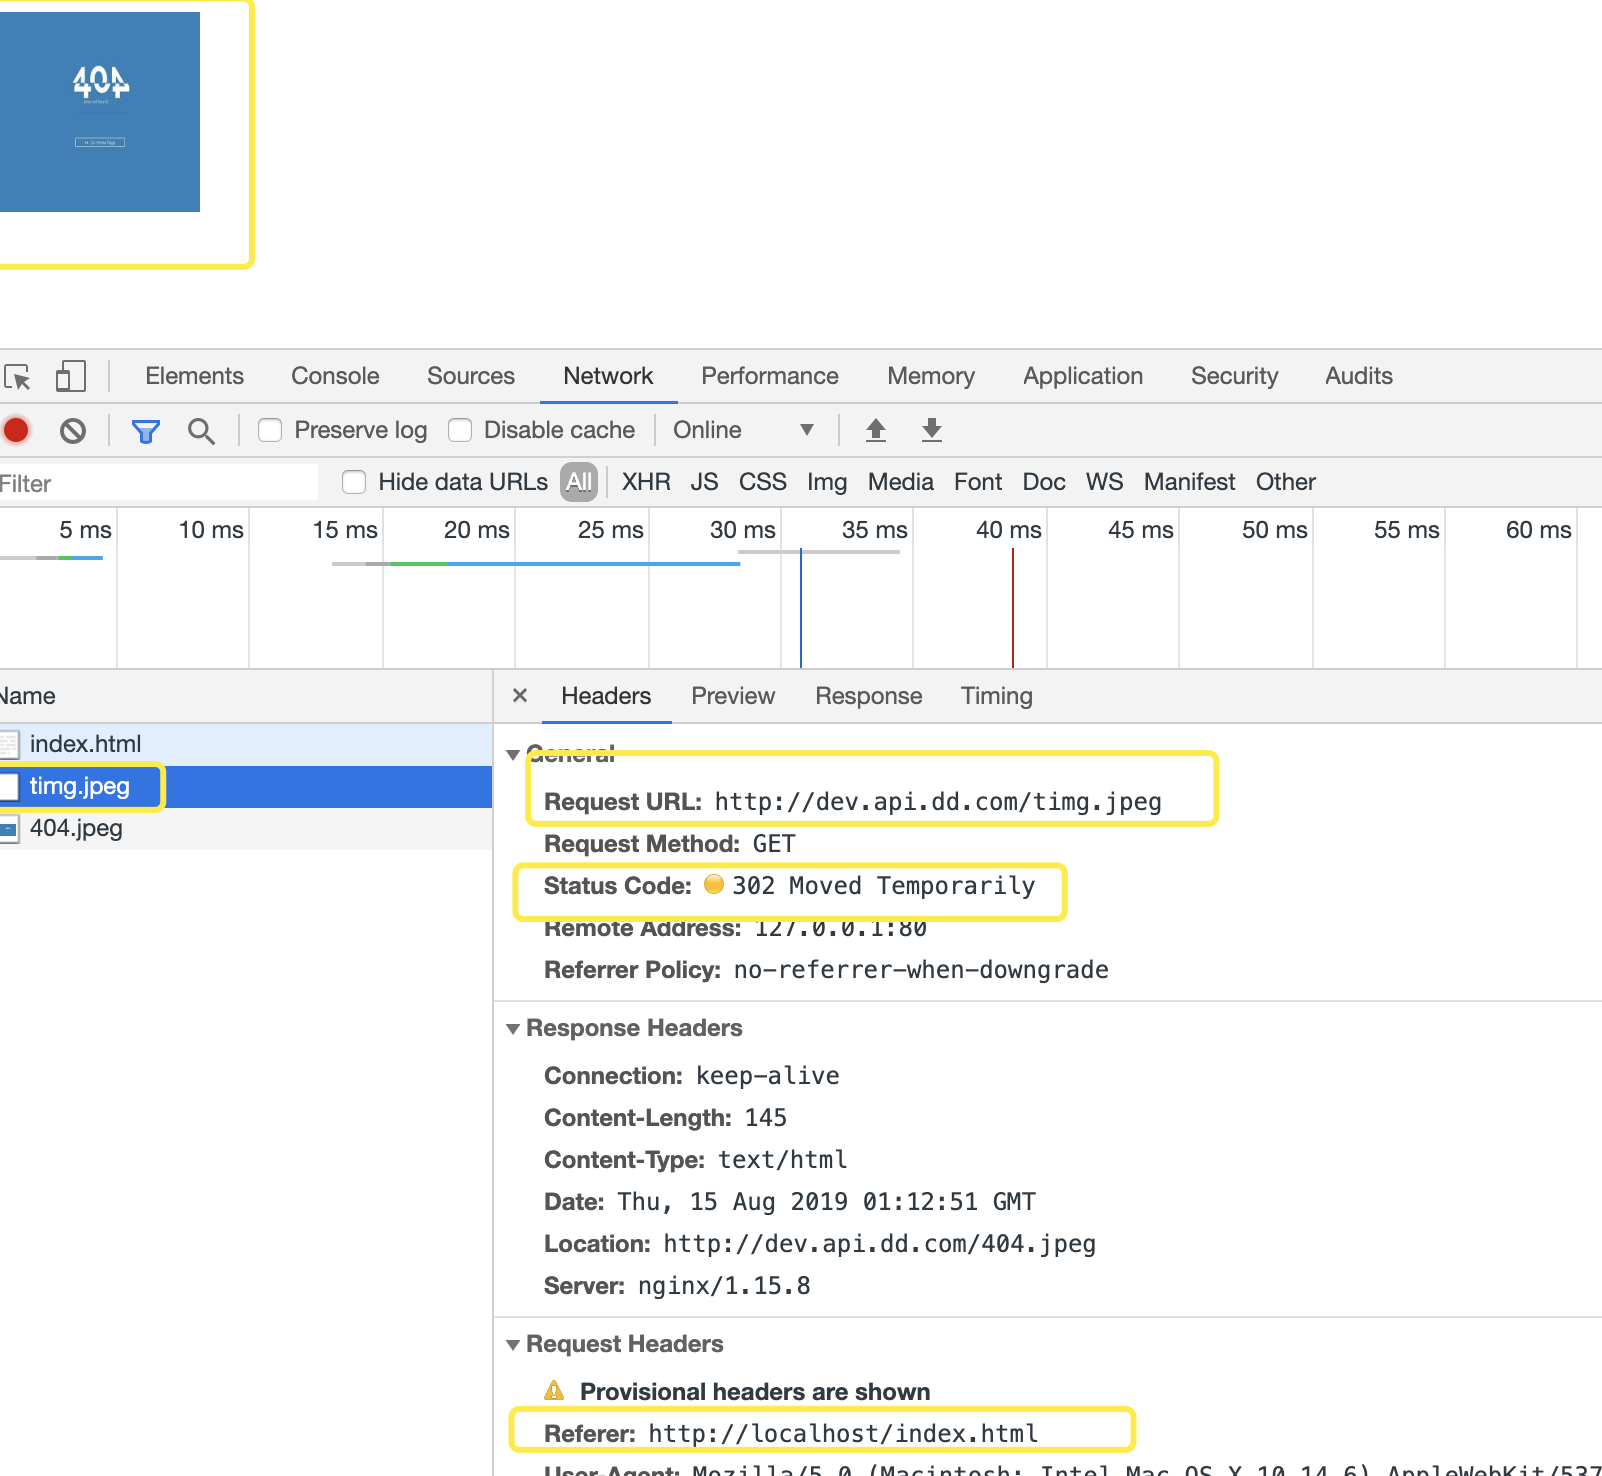 404
Elements Console Sources Network Performance Memory Application Security Audits
Preserve log Disable cache Online
Filter Hide data URLs All XHR JS CSS Img Media Font Doc WS Manifest Other
5 ms 10 ms 15 ms 20 ms 25 ms 30 ms 35 ms 40 ms 45 ms 50 ms 55 ms 60 ms
Name × Headers Preview Response Timing
index.html
timg.jpeg
404.jpeg
General
Request URL: http://dev.api.dd.com/timg.jpeg
Request Method: GET
Status Code: 302 Moved Temporarily
Remote Address: 127.0.0.1:80
Referrer Policy: no-referrer-when-downgrade
Response Headers
Connection: keep-alive
Content-Length: 145
Content-Type: text/html
Date: Thu, 15 Aug 2019 01:12:51 GMT
Location: http://dev.api.dd.com/404.jpeg
Server: nginx/1.15.8
Request Headers
Provisional headers are shown
Referer: http://localhost/index.html
User-Agent: Mozilla/5.0 (Macintosh; Intel Mac OS X 10_14_6) AppleWebKit/537